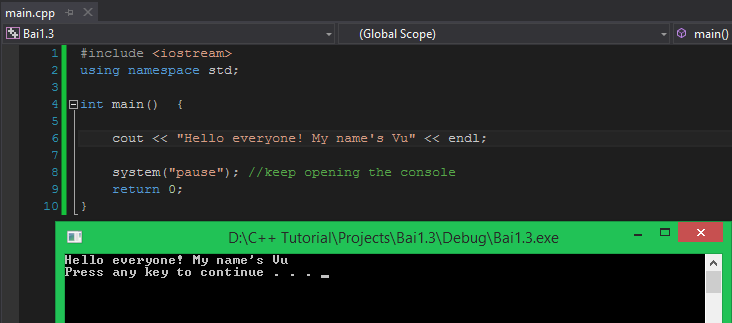 main.cpp
Bai1.3 (Global Scope) main()
1 #include <iostream>
2 using namespace std;
3
4 int main()  {
5
6     cout << "Hello everyone! My name's Vu" << endl;
7
8     system("pause"); //keep opening the console
9     return 0;
10 }
D:\C++ Tutorial\Projects\Bai1.3\Debug\Bai1.3.exe
Hello everyone! My name's Vu
Press any key to continue . . . _